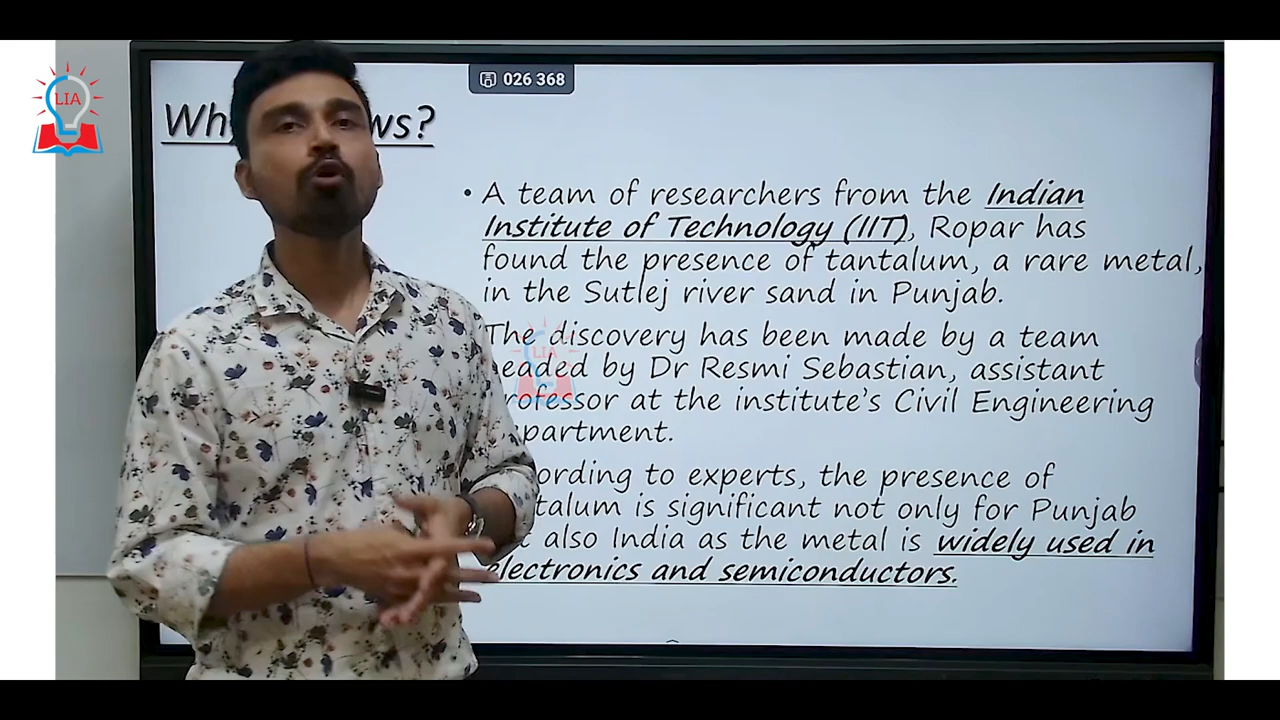 LIA
026 368
Wh ws?
• A team of researchers from the Indian
Institute of Technology (IIT), Ropar has
found the presence of tantalum, a rare metal,
in the Sutlej river sand in Punjab.
The discovery has been made by a team
eaded by Dr Resmi Sebastian, assistant
rofessor at the institute's Civil Engineering
partment.
ording to experts, the presence of
talum is significant not only for Punjab
t also India as the metal is widely used in
electronics and semiconductors.
LIA